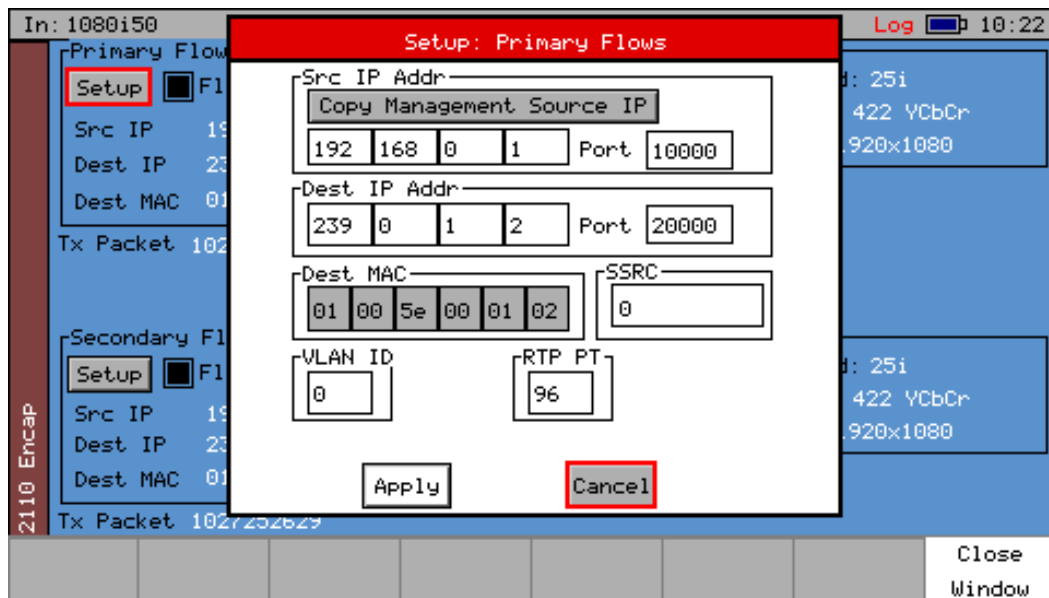 In: 1080i50
Log 10:22
Setup: Primary Flows
Primary Flow
Setup Fl
Src IP 19
Dest IP 23
Dest MAC 01
Tx Packet 102
Src IP Addr
Copy Management Source IP
192 168 0 1 Port 10000
Dest IP Addr
239 0 1 2 Port 20000
Dest MAC
01 00 5e 00 01 02
SSRC
0
VLAN ID
0
RTP PT
96
Apply
Cancel
: 25i
422 YCbCr
920x1080
Secondary Fl
Setup Fl
Src IP 19
Dest IP 23
Dest MAC 01
Tx Packet 1027252629
: 25i
422 YCbCr
920x1080
2110 Encap
Close
Window